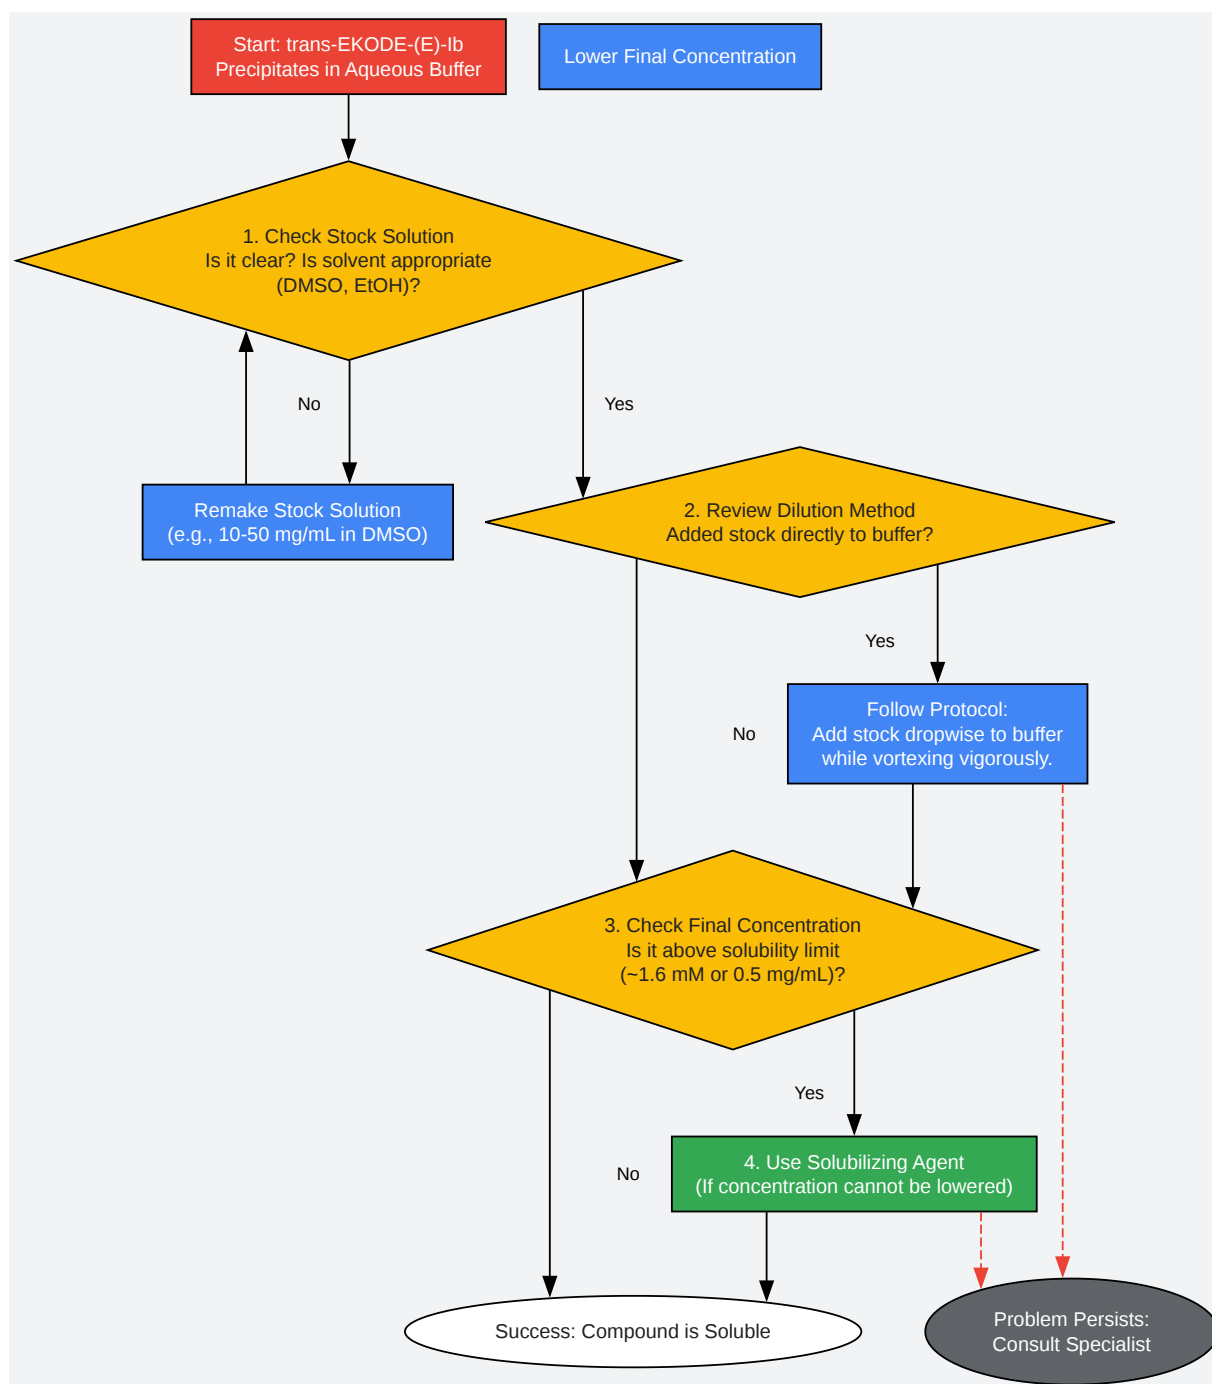 Start: trans-EKODE-(E)-Ib
Precipitates in Aqueous Buffer
Lower Final Concentration
1. Check Stock Solution
Is it clear? Is solvent appropriate
(DMSO, EtOH)?
No
Yes
Remake Stock Solution
(e.g., 10-50 mg/mL in DMSO)
2. Review Dilution Method
Added stock directly to buffer?
Yes
No
Follow Protocol:
Add stock dropwise to buffer
while vortexing vigorously.
3. Check Final Concentration
Is it above solubility limit
(~1.6 mM or 0.5 mg/mL)?
Yes
No
4. Use Solubilizing Agent
(If concentration cannot be lowered)
Success: Compound is Soluble
Problem Persists:
Consult Specialist